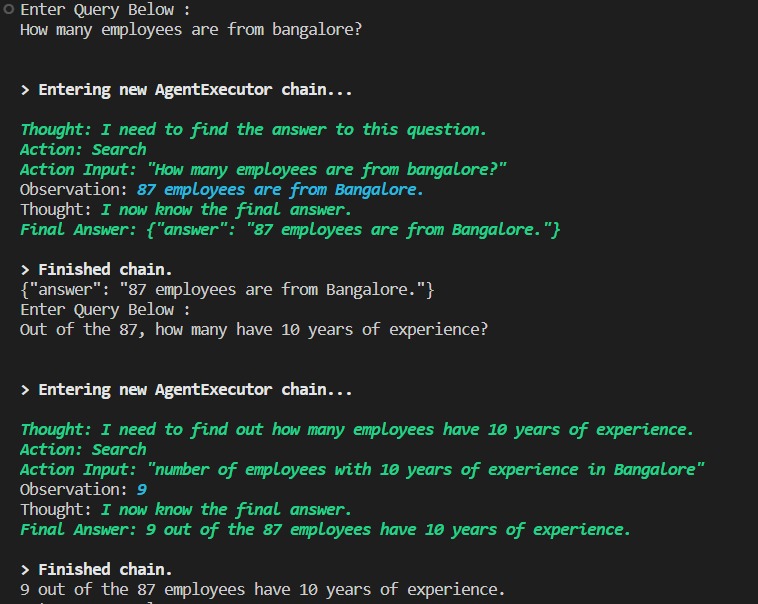 Enter Query Below :
How many employees are from bangalore?
> Entering new AgentExecutor chain...
Thought: I need to find the answer to this question.
Action: Search
Action Input: "How many employees are from bangalore?"
Observation: 87 employees are from Bangalore.
Thought: I now know the final answer.
Final Answer: {"answer": "87 employees are from Bangalore."}
> Finished chain.
{"answer": "87 employees are from Bangalore."}
Enter Query Below :
Out of the 87, how many have 10 years of experience?
> Entering new AgentExecutor chain...
Thought: I need to find out how many employees have 10 years of experience.
Action: Search
Action Input: "number of employees with 10 years of experience in Bangalore"
Observation: 9
Thought: I now know the final answer.
Final Answer: 9 out of the 87 employees have 10 years of experience.
> Finished chain.
9 out of the 87 employees have 10 years of experience.